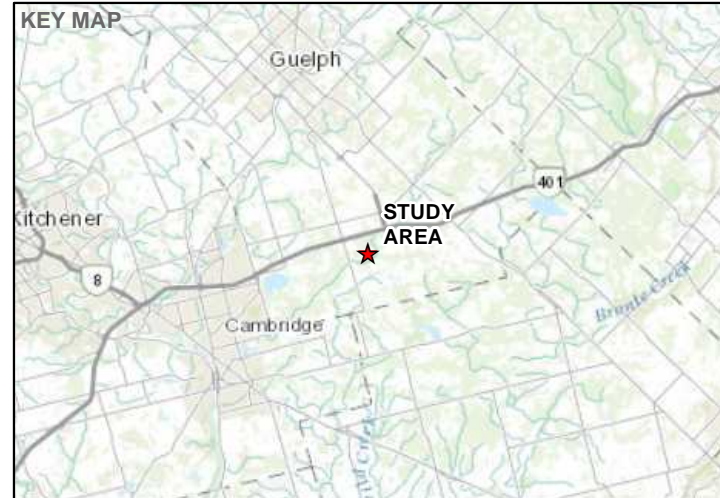 KEY MAP
Guelph
401
STUDY
AREA
Kitchener
8
Cambridge
Bronte Creek